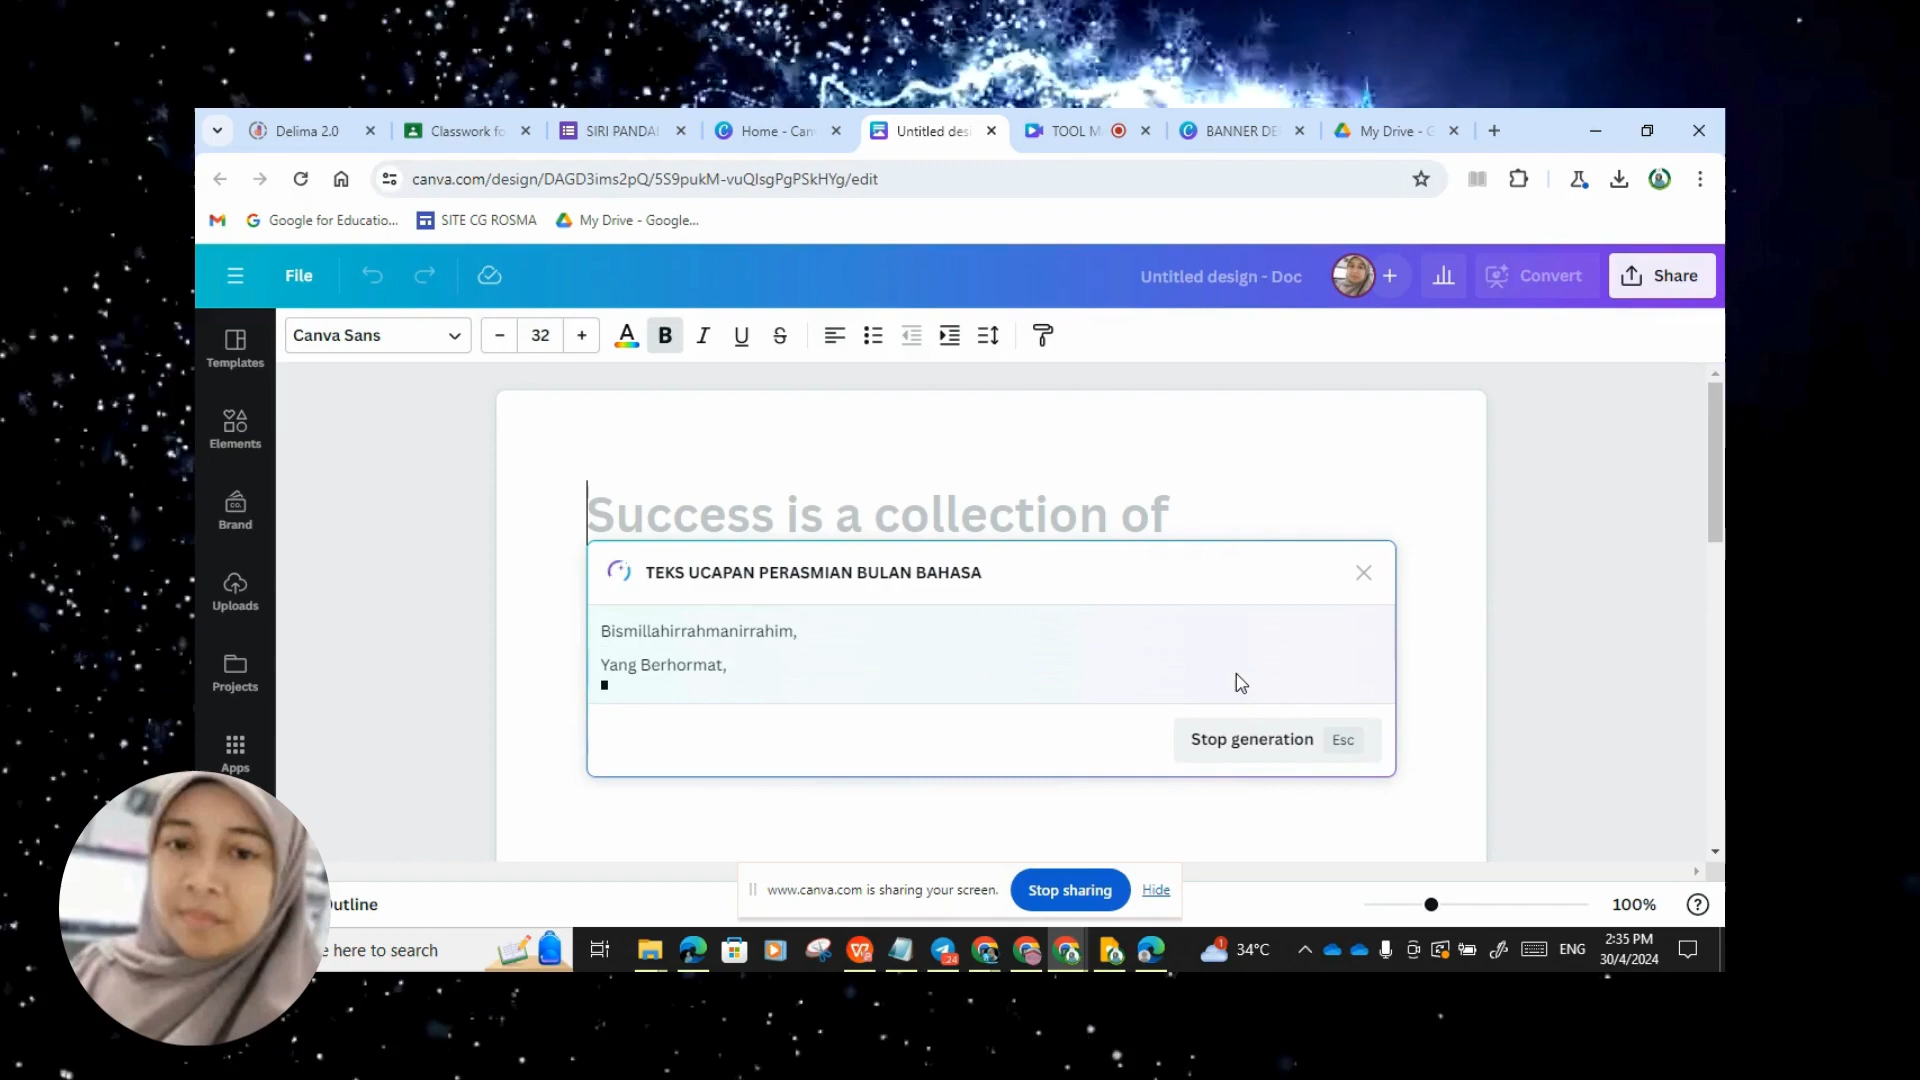 Delima 2.0
Classwork fo
SIRI PANDA
Home - Can
Untitled des
TOOL M
BANNER DE
My Drive - G
canva.com/design/DAGD3ims2pQ/5S9pukM-vuQIsgPgPSkHYg/edit
Google for Educatio...
SITE CG ROSMA
My Drive - Google...
File
Untitled design - Doc
Convert
Share
Canva Sans
32
B
I
U
S
A
Templates
Elements
Brand
Uploads
Projects
Apps
Success is a collection of
TEKS UCAPAN PERASMIAN BULAN BAHASA
Bismillahirrahmanirrahim,
Yang Berhormat,
Stop generation Esc
www.canva.com is sharing your screen.
Stop sharing
Hide
utline
100%
e here to search
24
34°C
ENG
2:35 PM
30/4/2024